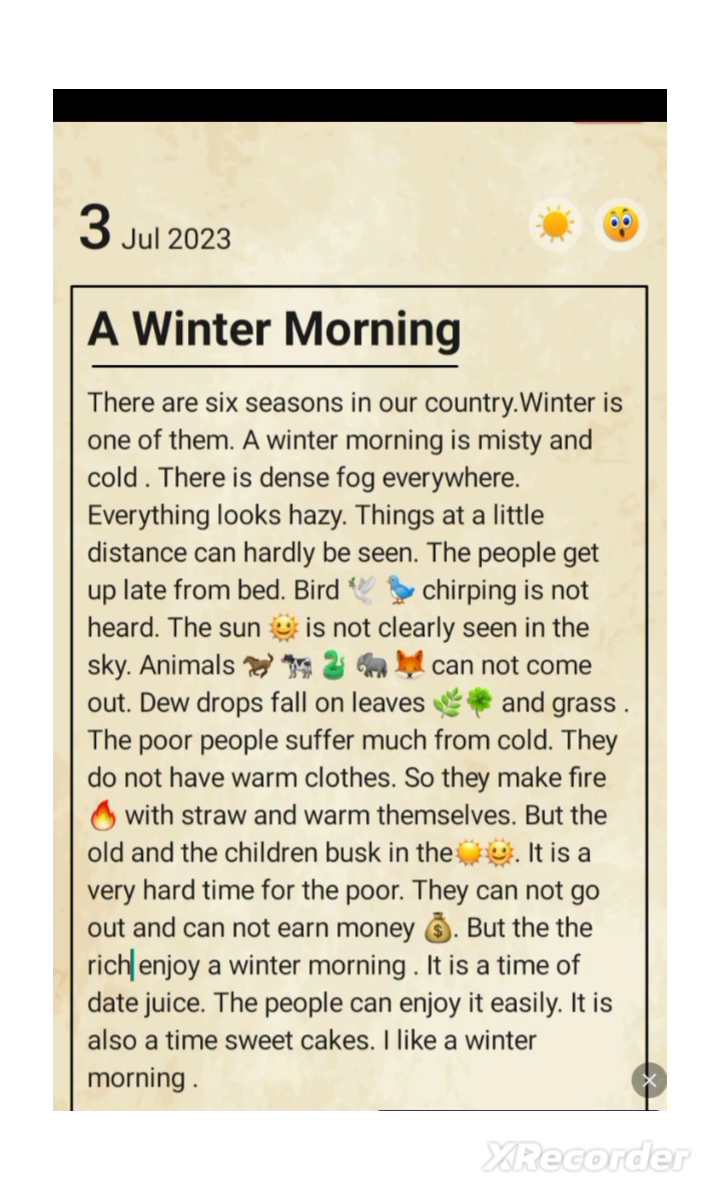 3 Jul 2023
A Winter Morning
There are six seasons in our country.Winter is
one of them. A winter morning is misty and
cold . There is dense fog everywhere.
Everything looks hazy. Things at a little
distance can hardly be seen. The people get
up late from bed. Bird 🕊️ 🐦 chirping is not
heard. The sun 🌞 is not clearly seen in the
sky. Animals 🐎 🐄 🐍 🐘 🦊 can not come
out. Dew drops fall on leaves 🌿🍀 and grass .
The poor people suffer much from cold. They
do not have warm clothes. So they make fire
🔥 with straw and warm themselves. But the
old and the children busk in the☀️🌞. It is a
very hard time for the poor. They can not go
out and can not earn money 💰. But the the
rich enjoy a winter morning . It is a time of
date juice. The people can enjoy it easily. It is
also a time sweet cakes. I like a winter
morning .
XRecorder